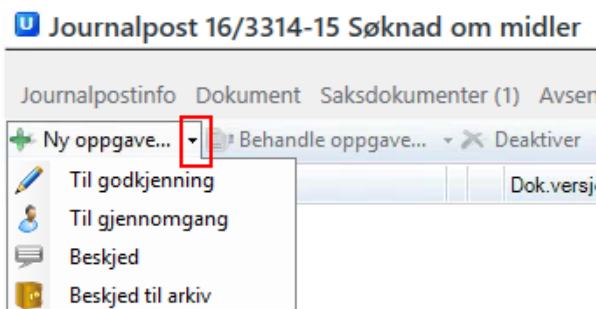 U Journalpost 16/3314-15 Søknad om midler
Journalpostinfo Dokument Saksdokumenter (1) Avsen
Ny oppgave... Behandle oppgave... Deaktiver
Til godkjenning Dok.versj
Til gjennomgang
Beskjed
Beskjed til arkiv